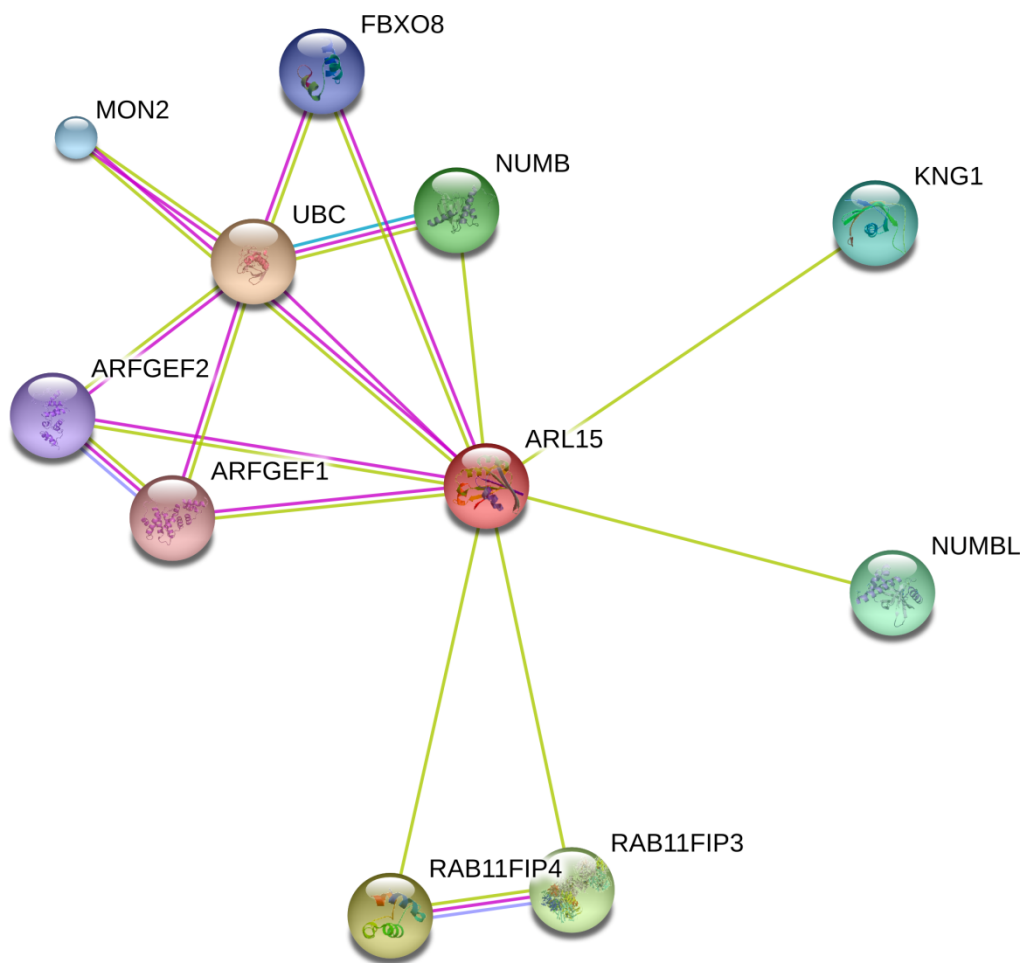 FBXO8
MON2
NUMB
KNG1
UBC
ARFGEF2
ARL15
ARFGEF1
NUMBL
RAB11FIP3
RAB11FIP4